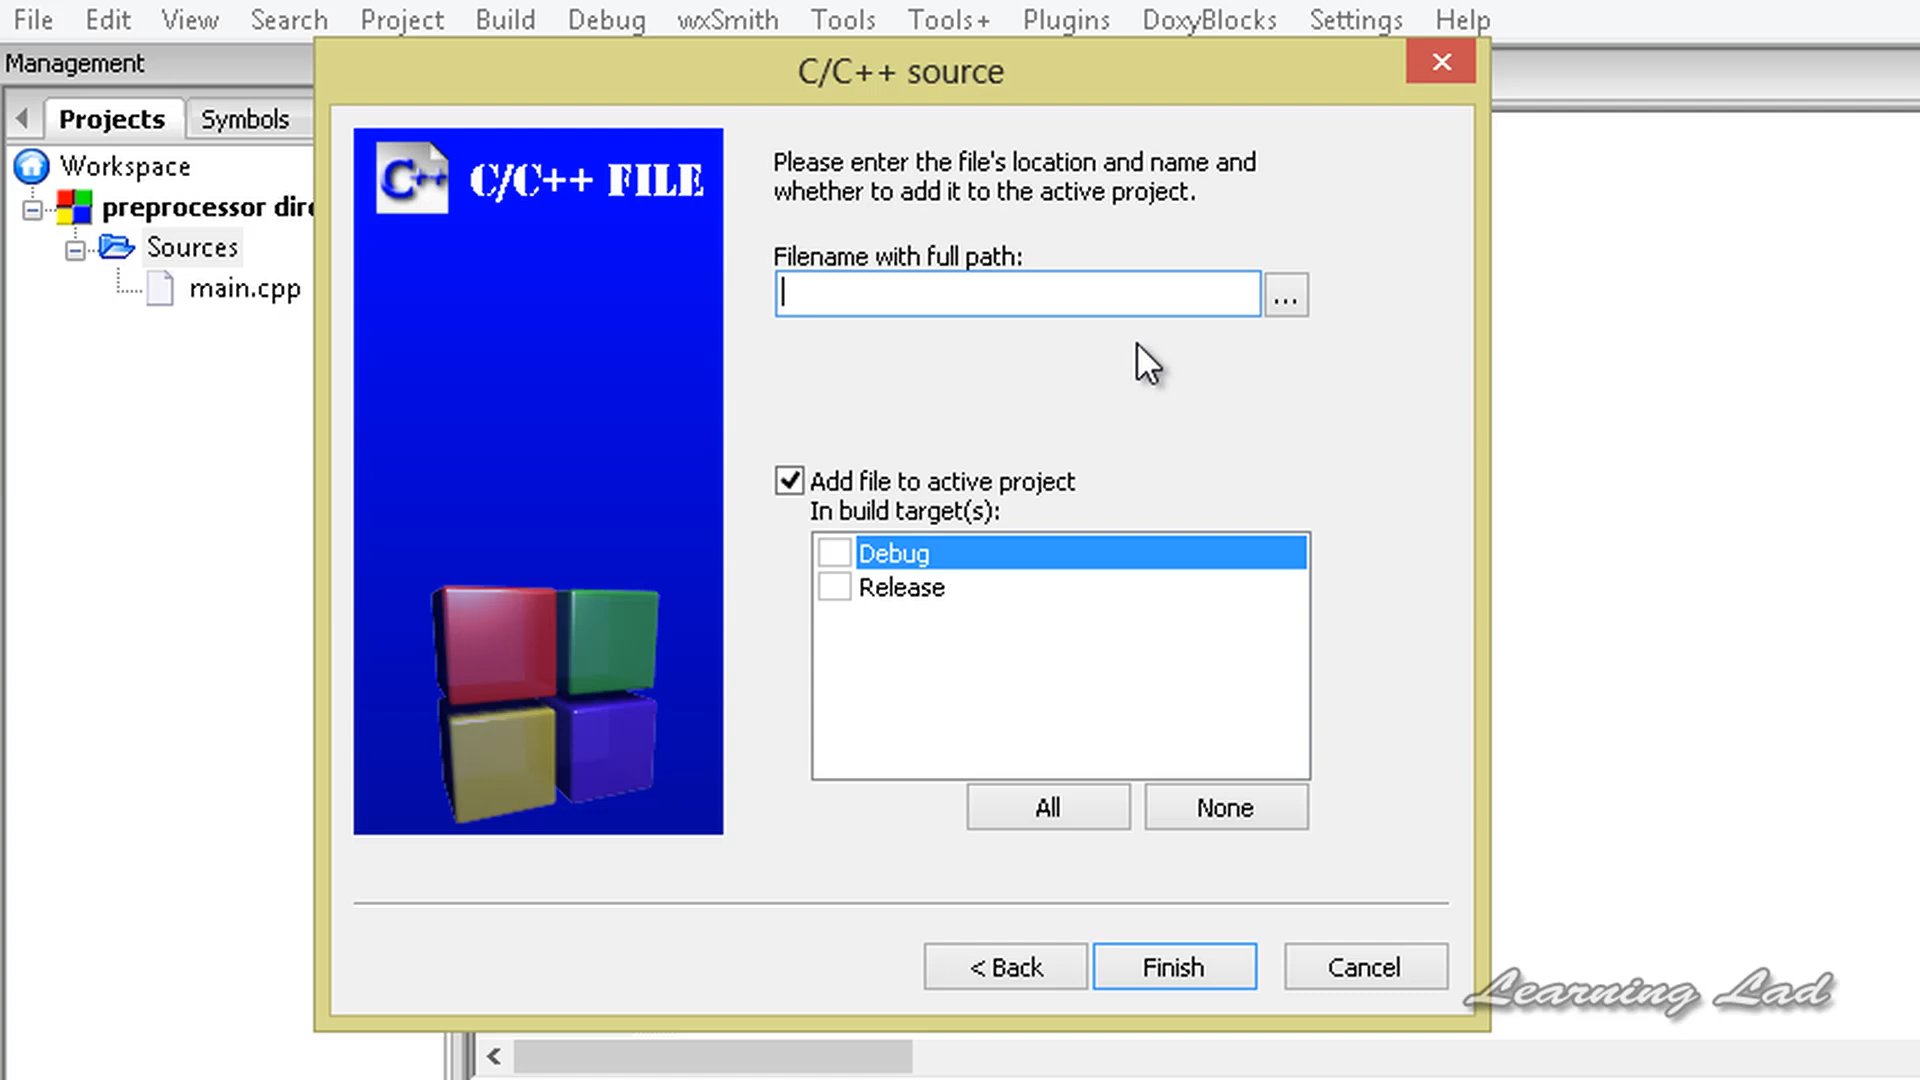 File Edit View Search Project Build Debug wxSmith Tools Tools+ Plugins DoxyBlocks Settings Help
Management
C/C++ source
Projects Symbols
Workspace
preprocessor dire
Sources
main.cpp
C++ C/C++ FILE
Please enter the file's location and name and
whether to add it to the active project.
Filename with full path:
...
Add file to active project
In build target(s):
Debug
Release
All None
< Back Finish Cancel
Learning Lad